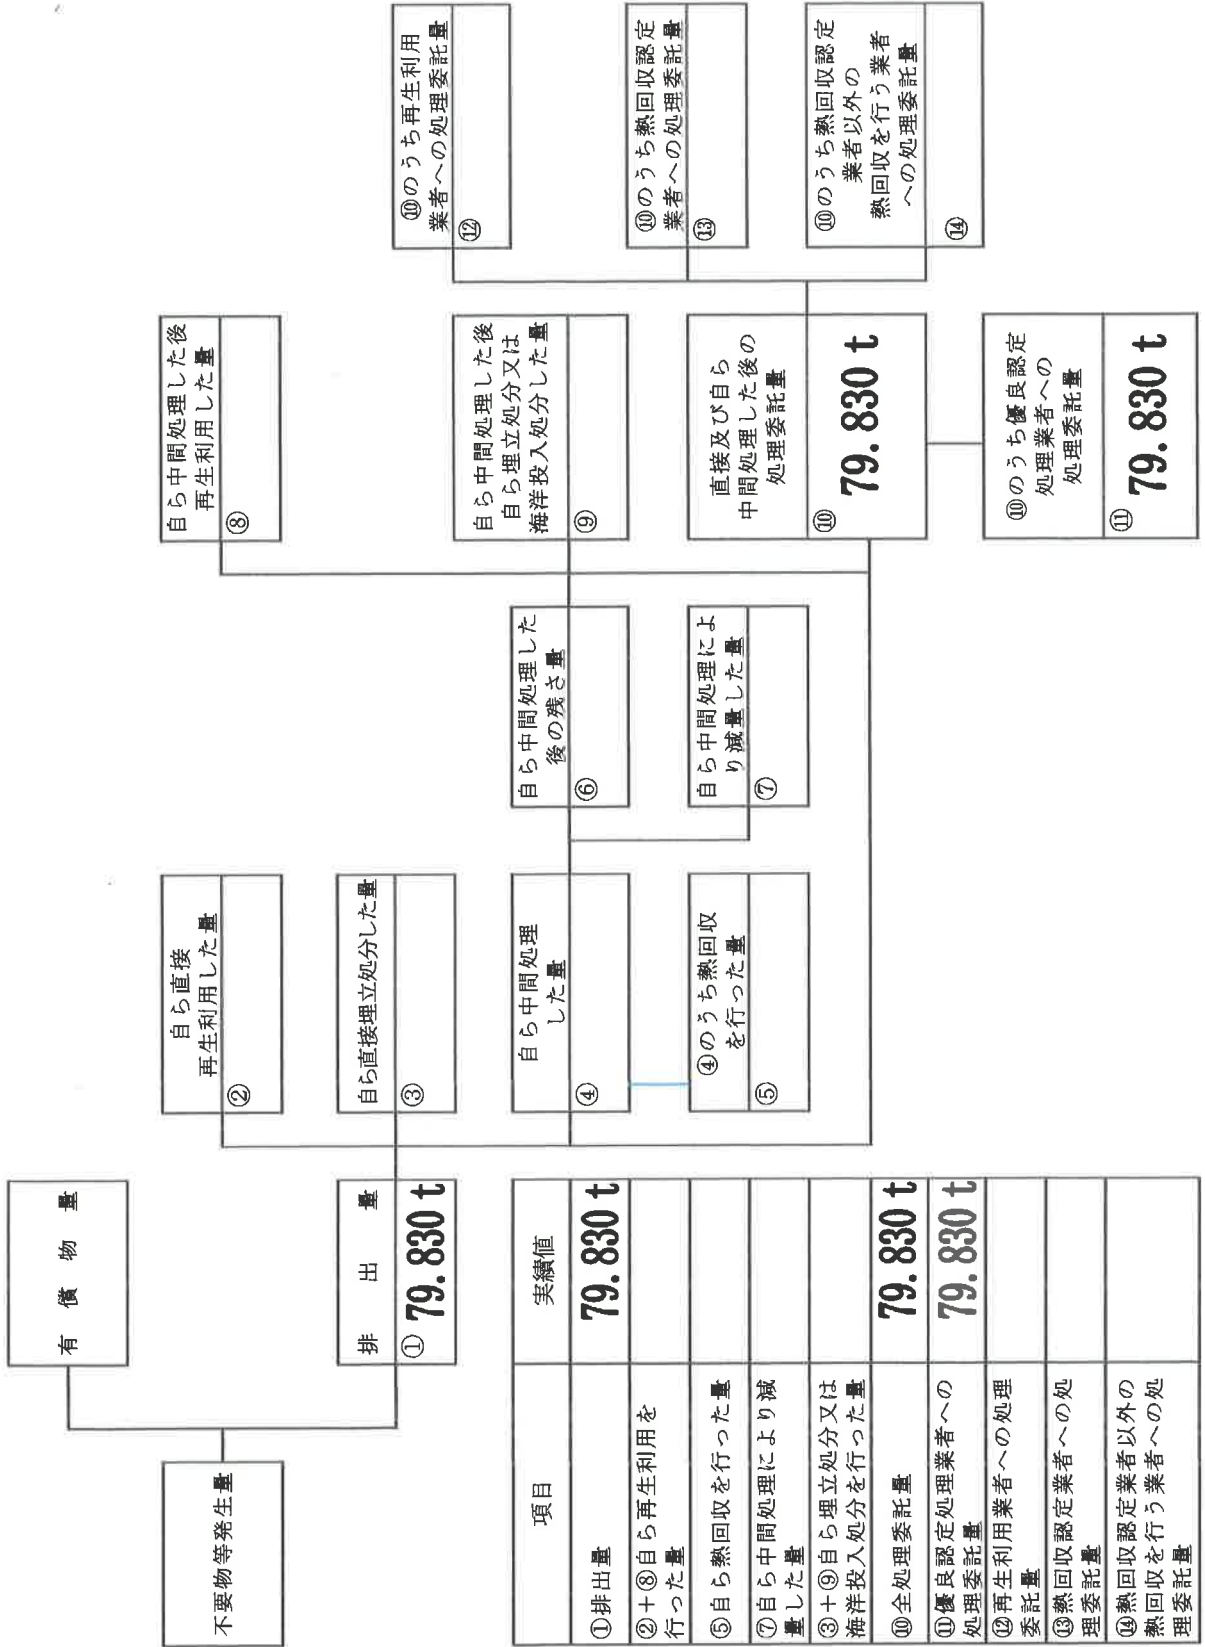 不要物等発生量
有償物量
排出量
① 79.830 t
自ら直接
再生利用した量
②
自ら直接埋立処分した量
③
自ら中間処理
した量
④
④のうち熱回収
を行った量
⑤
自ら中間処理した
後の残さ量
⑥
自ら中間処理によ
り減量した量
⑦
自ら中間処理した後
再生利用した量
⑧
自ら中間処理した後
自ら埋立処分又は
海洋投入処分した量
⑨
直接及び自ら
中間処理した後の
処理委託量
⑩ 79.830 t
⑩のうち優良認定
処理業者への
処理委託量
⑪ 79.830 t
⑩のうち再生利用
業者への処理委託量
⑫
⑩のうち熱回収認定
業者への処理委託量
⑬
⑩のうち熱回収認定
業者以外の
熱回収を行う業者
への処理委託量
⑭
項目 実績値
①排出量 79.830 t
②+⑧自ら再生利用を
行った量
⑤自ら熱回収を行った量
⑦自ら中間処理により減
量した量
③+⑨自ら埋立処分又は
海洋投入処分を行った量
⑩全処理委託量 79.830 t
⑪優良認定処理業者への
処理委託量 79.830 t
⑫再生利用業者への処理
委託量
⑬熱回収認定業者への処
理委託量
⑭熱回収認定業者以外の
熱回収を行う業者への処
理委託量